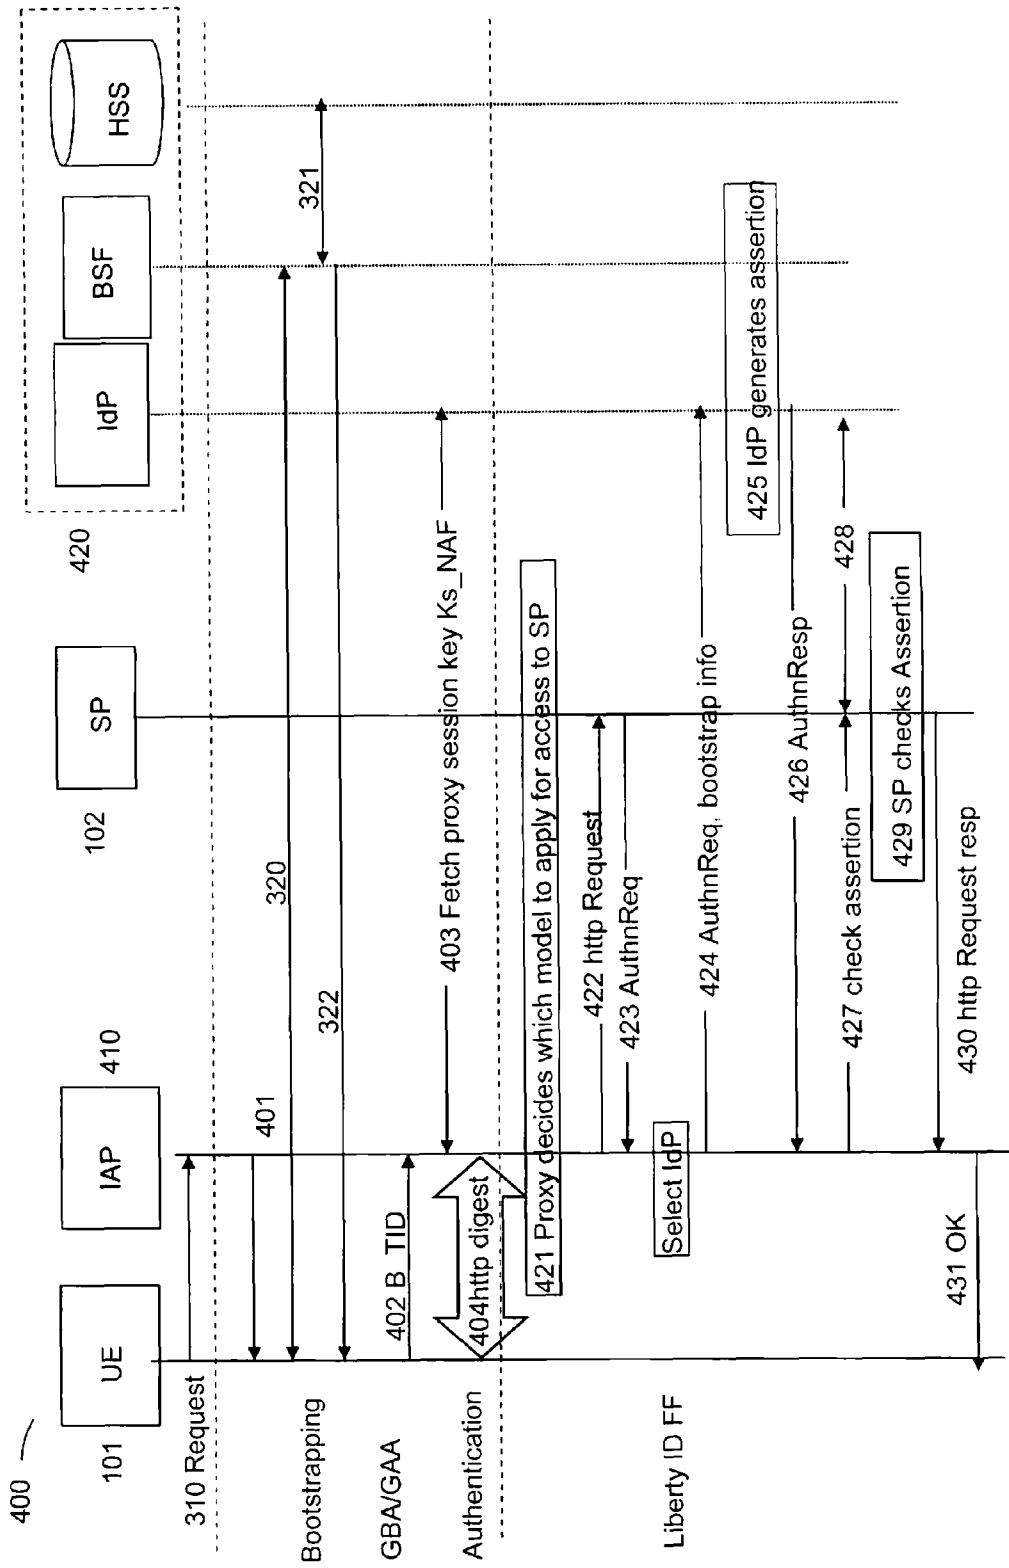 400
UE
IAP
SP
IdP
BSF
HSS
101
410
102
420
310 Request
401
Bootstrapping
320
321
322
GBA/GAA
402 B_TID
403 Fetch proxy session key Ks_NAF
Authentication
404http digest
421 Proxy decides which model to apply for access to SP
422 http Request
423 AuthnReq
Liberty ID FF
Select IdP
424 AuthnReq, bootstrap info
425 IdP generates assertion
426 AuthnResp
427 check assertion
428
429 SP checks Assertion
430 http Request resp
431 OK